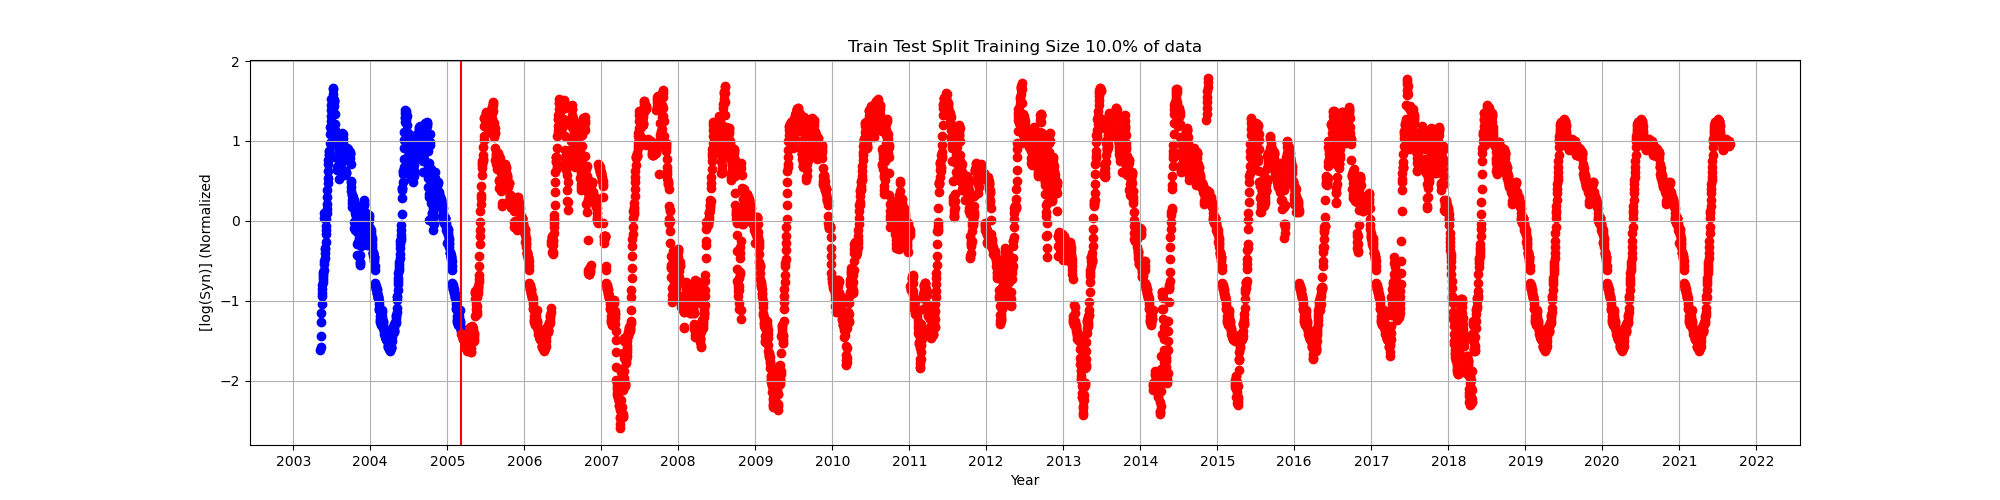 Train Test Split Training Size 10.0% of data
[log(Syn)] (Normalized
2
1
0
−1
−2
2003 2004 2005 2006 2007 2008 2009 2010 2011 2012 2013 2014 2015 2016 2017 2018 2019 2020 2021 2022
Year